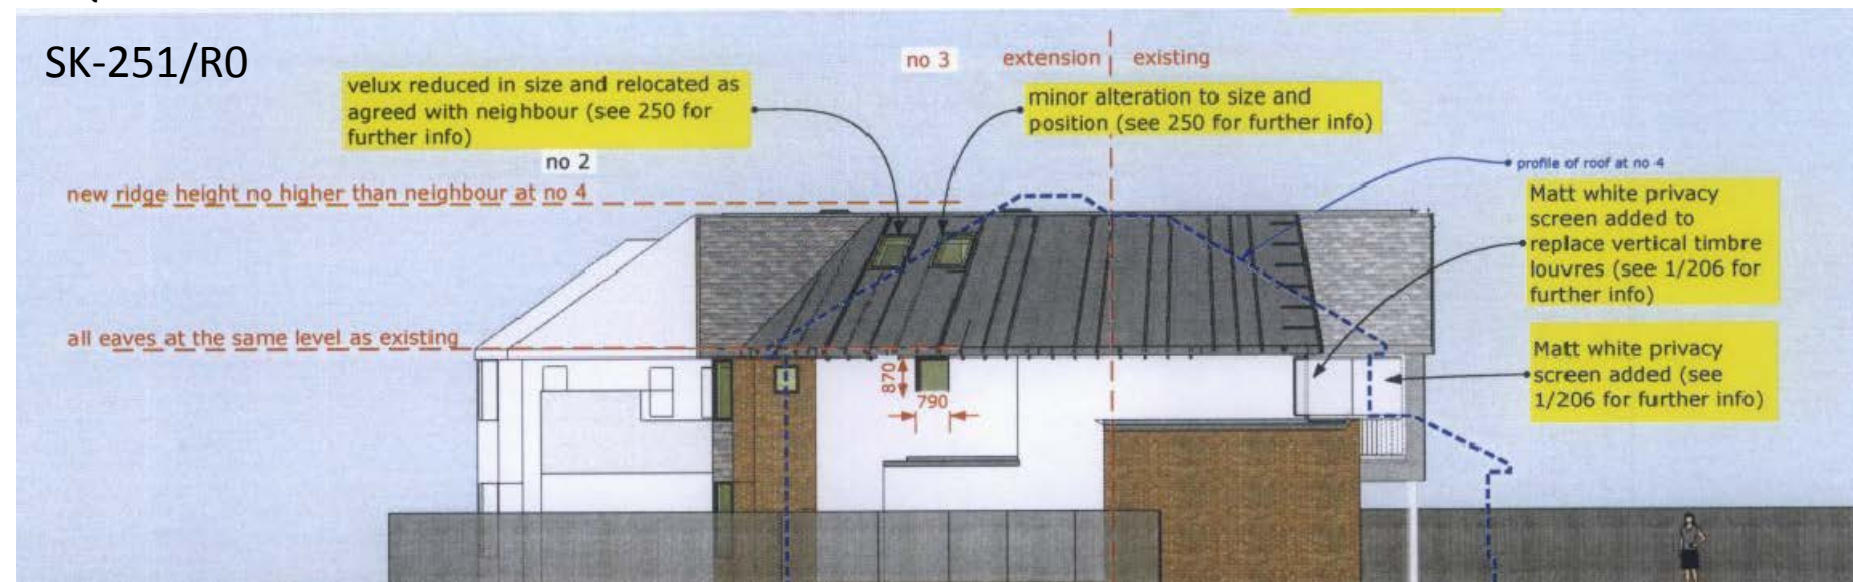 SK-251/R0
no 3
extension
existing
velux reduced in size and relocated as
agreed with neighbour (see 250 for
further info)
minor alteration to size and
position (see 250 for further info)
no 2
profile of roof at no 4
new ridge height no higher than neighbour at no 4
Matt white privacy
screen added to
replace vertical timbre
louvres (see 1/206 for
further info)
all eaves at the same level as existing
Matt white privacy
screen added (see
1/206 for further info)
870
790